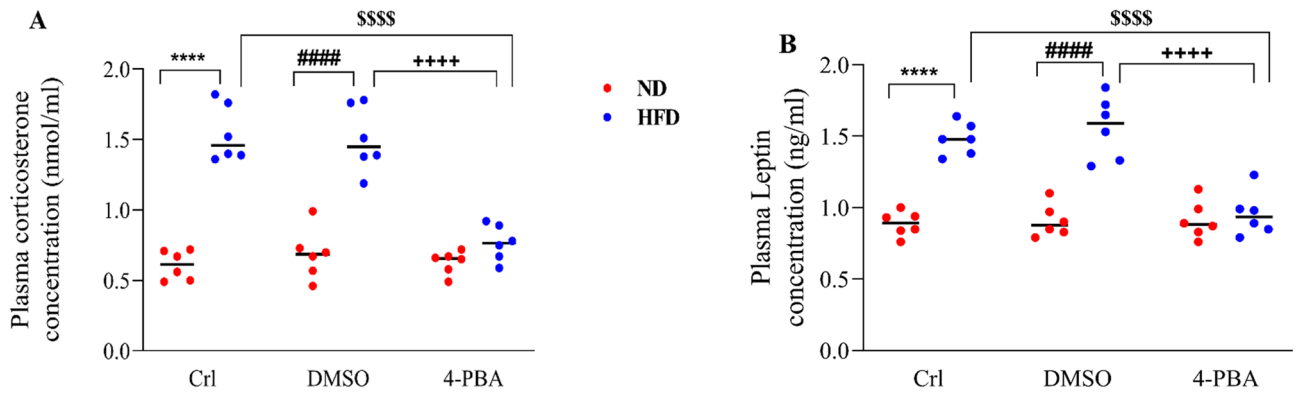 A
$$$$
****
####
++++
2.0
1.5
1.0
0.5
0.0
Plasma corticosterone
concentration (nmol/ml)
Crl
DMSO
4-PBA
ND
HFD
B
$$$$
****
####
++++
2.0
1.5
1.0
0.5
0.0
Plasma Leptin
concentration (ng/ml)
Crl
DMSO
4-PBA